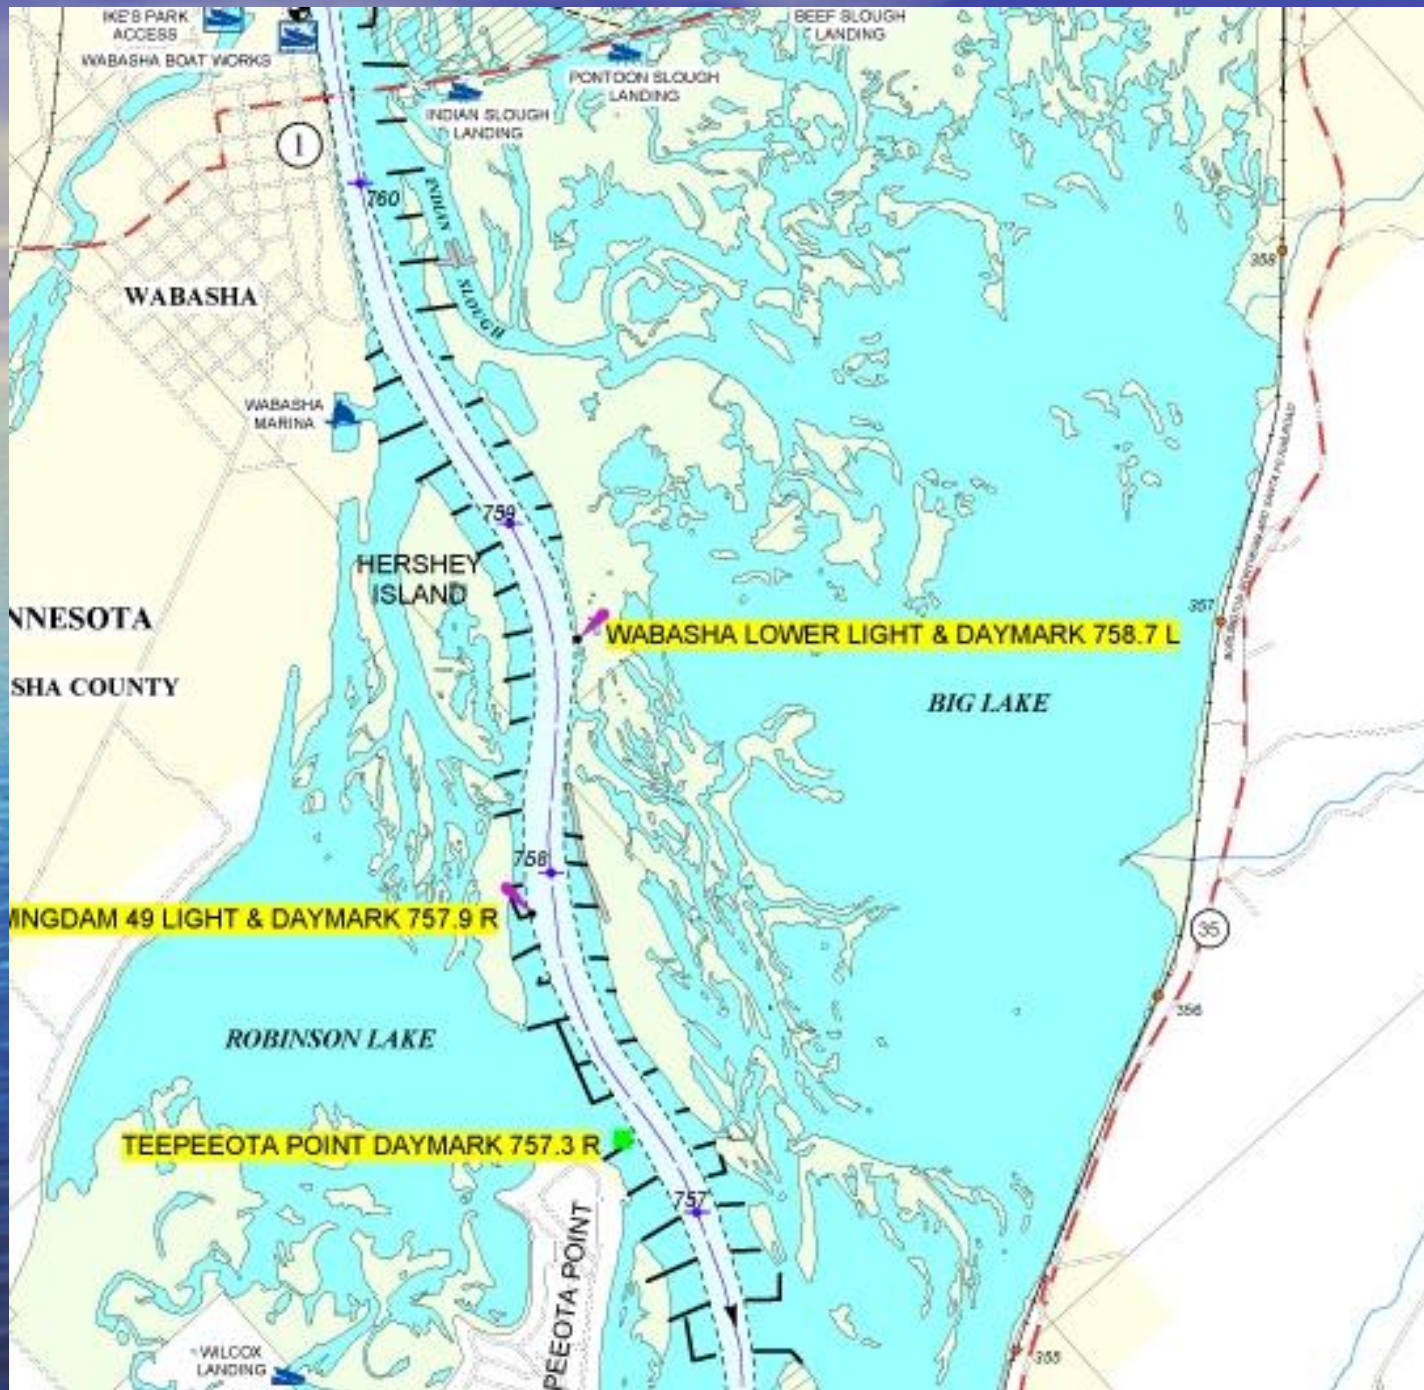 IKE'S PARK
ACCESS
WABASHA BOAT WORKS
BEEF SLOUGH
LANDING
PONTOON SLOUGH
LANDING
INDIAN SLOUGH
LANDING
1
760
INDIAN SLOUGH
358
WABASHA
WABASHA
MARINA
759
HERSHEY
ISLAND
357
NNESOTA
WABASHA LOWER LIGHT & DAYMARK 758.7 L
SHA COUNTY
BIG LAKE
758
MNGDAM 49 LIGHT & DAYMARK 757.9 R
35
356
ROBINSON LAKE
TEEPEEOTA POINT DAYMARK 757.3 R
757
PEEOTA POINT
WILCOX
LANDING
355